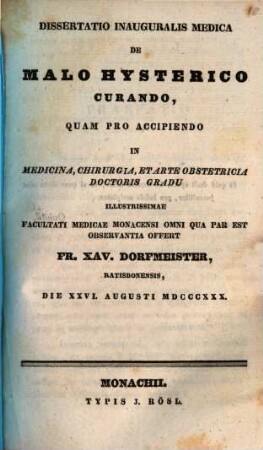 DISSERTATIO INAUGURALIS MEDICA
DE
MALO HYSTERICO
CURANDO,
QUAM PRO ACCIPIENDO
IN
MEDICINA, CHIRURGIA, ET ARTE OBSTETRICIA
DOCTORIS GRADU
ILLUSTRISSIMAE
FACULTATI MEDICAE MONACENSI OMNI QUA PAR EST
OBSERVANTIA OFFERT
FR. XAV. DORFMEISTER,
RATISBONENSIS,
DIE XXVI. AUGUSTI MDCCCXXX.
MONACHII.
TYPIS J. RÖSL.